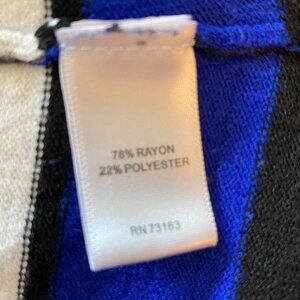 78% RAYON
22% POLYESTER
RN 73163